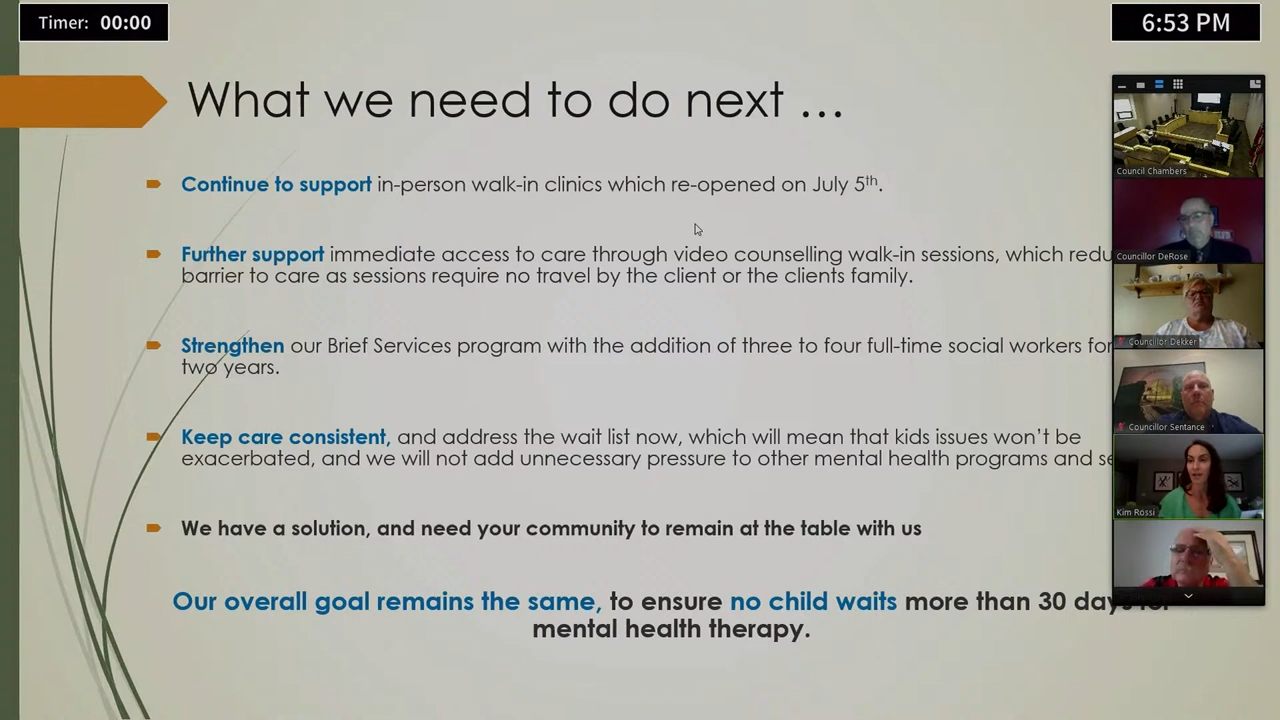 Timer: 00:00
6:53 PM
What we need to do next ...
Continue to support in-person walk-in clinics which re-opened on July 5th.
Further support immediate access to care through video counselling walk-in sessions, which
barrier to care as sessions require no travel by the client or the clients family.
Strengthen our Brief Services program with the addition of three to four full-time social workers for
two years.
Keep care consistent, and address the wait list now, which will mean that kids issues won't be
exacerbated, and we will not add unnecessary pressure to other mental health programs and
We have a solution, and need your community to remain at the table with us
Our overall goal remains the same, to ensure no child waits more than 30 days for
mental health therapy.
Council Chambers
Councillor DeRose
Councillor Dekker
Councillor Sentance
Kim Rossi